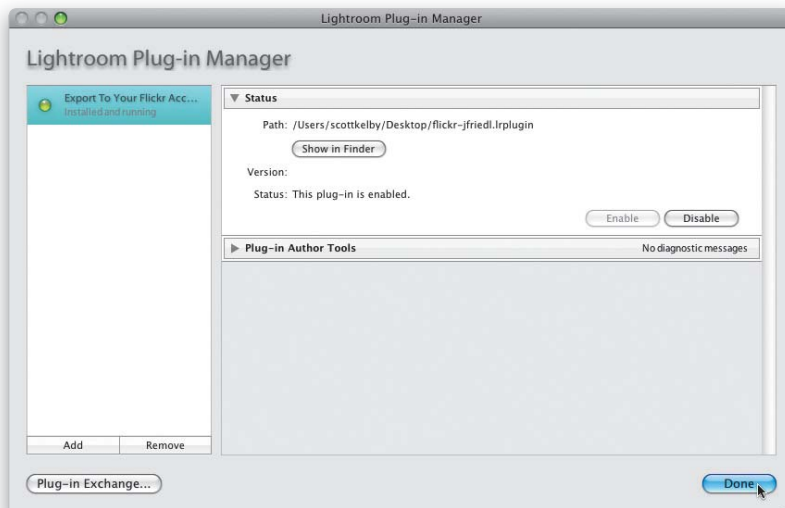 Lightroom Plug-in Manager
Lightroom Plug-in Manager
Export To Your Flickr Acc...
Installed and running
Status
Path: /Users/scottkelby/Desktop/flickr-jfriedl.lrplugin
Show in Finder
Version:
Status: This plug-in is enabled.
Enable Disable
Plug-in Author Tools No diagnostic messages
Add Remove
Plug-in Exchange... Done